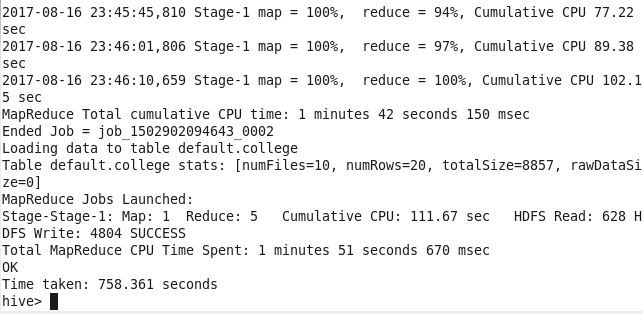 2017-08-16 23:45:45,810 Stage-1 map = 100%,  reduce = 94%, Cumulative CPU 77.22
sec
2017-08-16 23:46:01,806 Stage-1 map = 100%,  reduce = 97%, Cumulative CPU 89.38
sec
2017-08-16 23:46:10,659 Stage-1 map = 100%,  reduce = 100%, Cumulative CPU 102.1
5 sec
MapReduce Total cumulative CPU time: 1 minutes 42 seconds 150 msec
Ended Job = job_1502902094643_0002
Loading data to table default.college
Table default.college stats: [numFiles=10, numRows=20, totalSize=8857, rawDataSi
ze=0]
MapReduce Jobs Launched:
Stage-Stage-1: Map: 1  Reduce: 5   Cumulative CPU: 111.67 sec   HDFS Read: 628 H
DFS Write: 4804 SUCCESS
Total MapReduce CPU Time Spent: 1 minutes 51 seconds 670 msec
OK
Time taken: 758.361 seconds
hive>